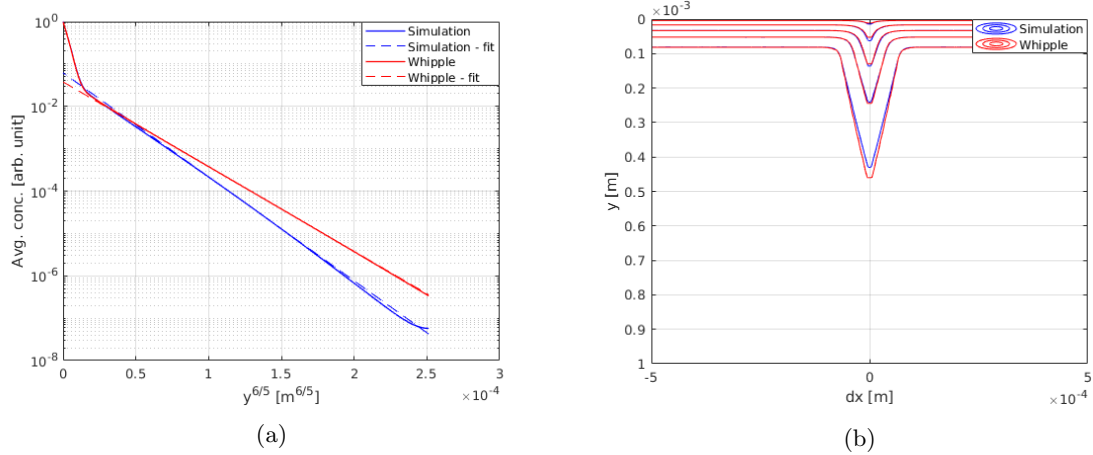 10^0
10^-2
10^-4
10^-6
10^-8
Avg. conc. [arb. unit]
0 0.5 1 1.5 2 2.5 3
×10^-4
y^6/5 [m^6/5]
Simulation
Simulation - fit
Whipple
Whipple - fit
(a)
×10^-3
0
0.1
0.2
0.3
0.4
0.5
0.6
0.7
0.8
0.9
1
y [m]
-5 0 5
×10^-4
dx [m]
Simulation
Whipple
(b)